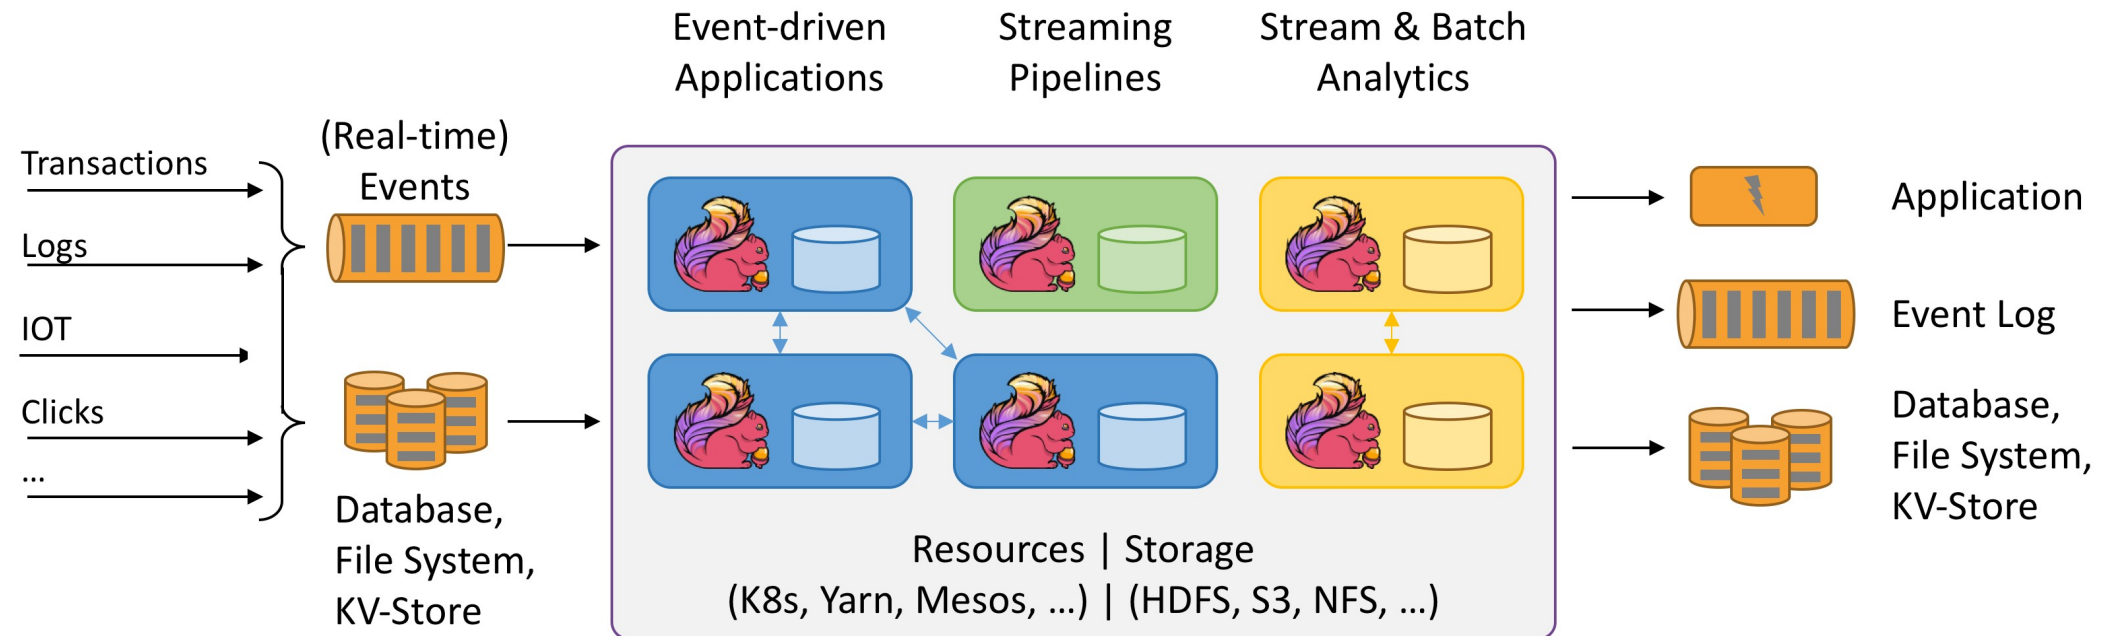 Event-driven
Applications
Streaming
Pipelines
Stream & Batch
Analytics
Transactions
Logs
IOT
Clicks
...
(Real-time)
Events
Database,
File System,
KV-Store
Resources | Storage
(K8s, Yarn, Mesos, ...) | (HDFS, S3, NFS, ...)
Application
Event Log
Database,
File System,
KV-Store